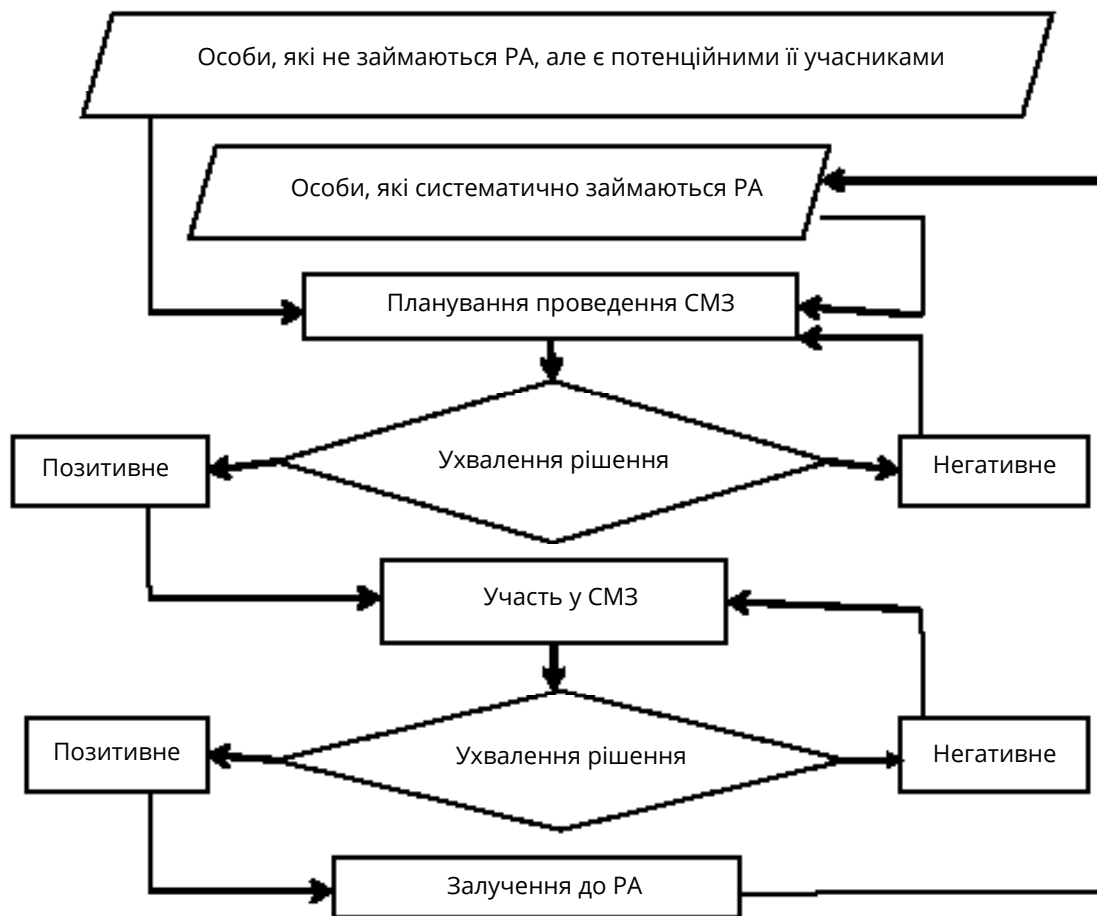 Особи, які не займаються РА, але є потенційними її учасниками
Особи, які систематично займаються РА
Планування проведення СМЗ
Ухвалення рішення
Позитивне
Негативне
Участь у СМЗ
Ухвалення рішення
Позитивне
Негативне
Залучення до РА